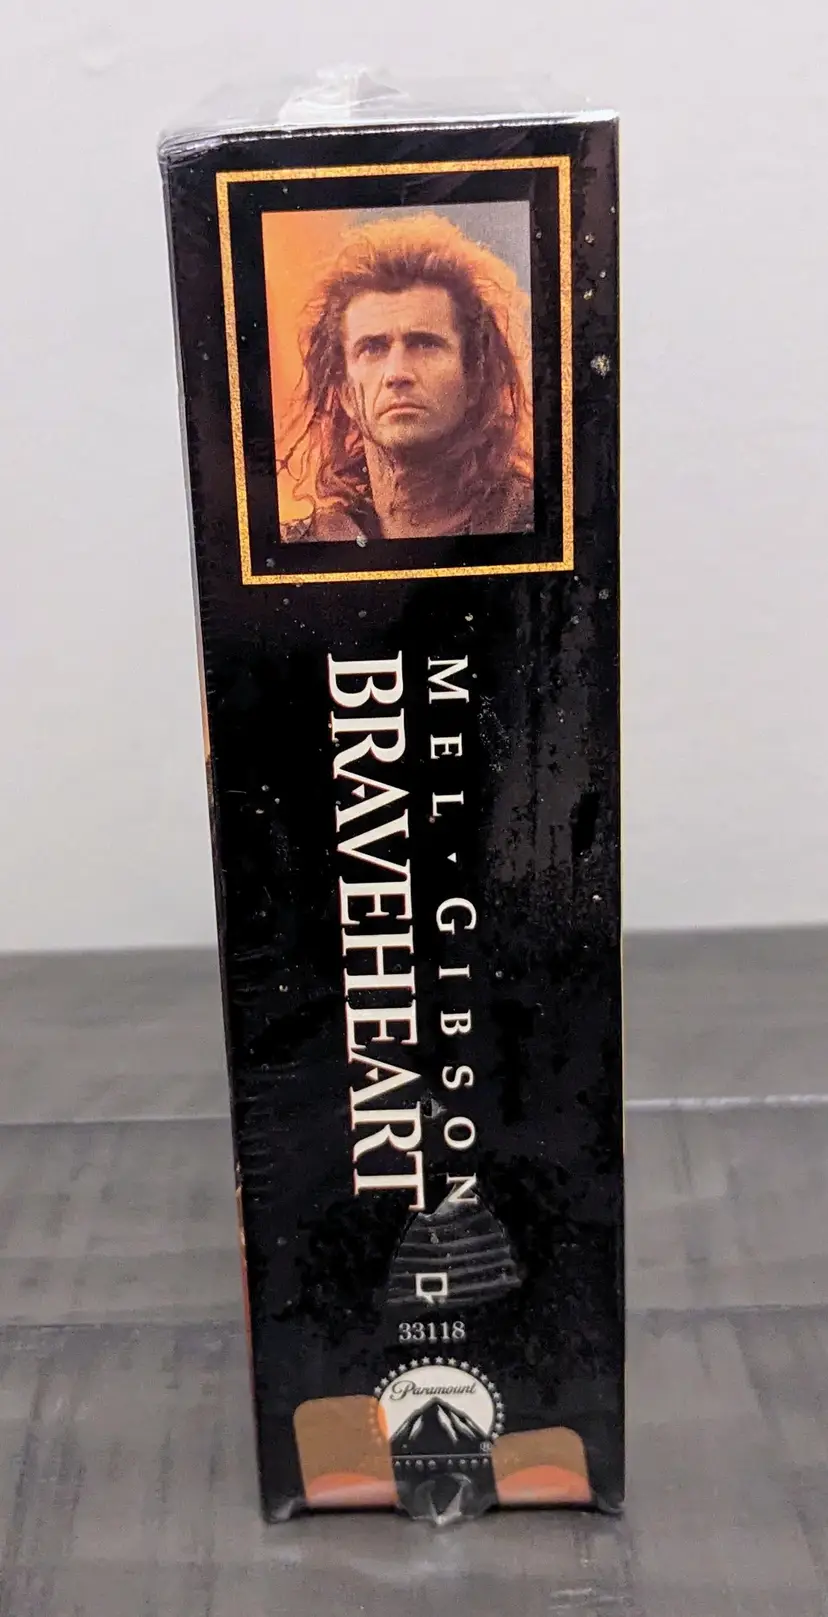 MEL ▾ GIBSON
BRAVEHEART
33118
Paramount
®